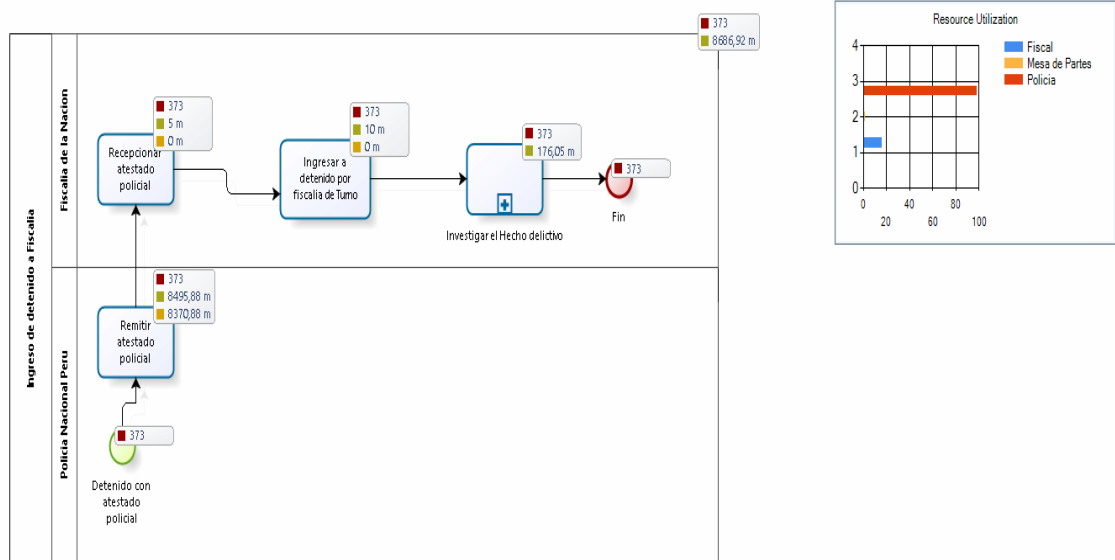 373
8686,92 m
Ingreso de detenido a Fiscalia
Fiscalia de la Nacion
373
5 m
0 m
Recepcionar
atestado
policial
373
10 m
0 m
Ingresar a
detenido por
fiscalia de Turno
373
176,05 m
Investigar el Hecho delictivo
373
Fin
Policia Nacional Peru
373
8495,88 m
8370,88 m
Remitir
atestado
policial
373
Detenido con
atestado
policial
Resource Utilization
4
3
2
1
0
0
20
40
60
80
100
Fiscal
Mesa de Partes
Policia